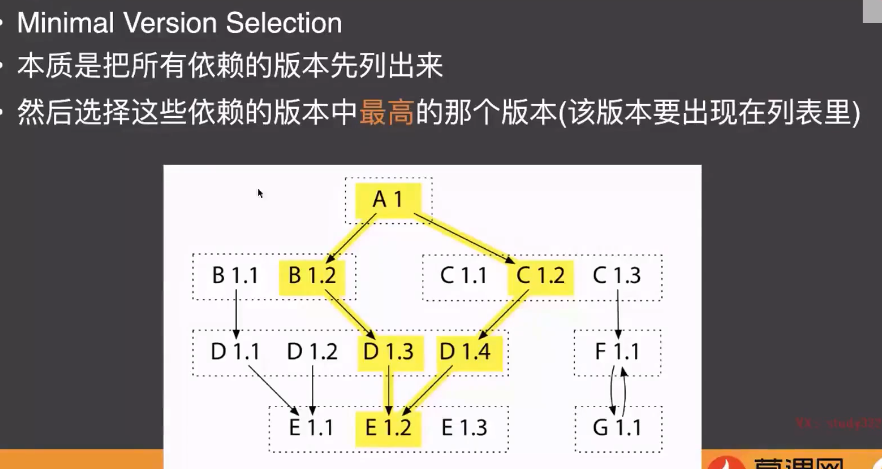 Minimal Version Selection
本质是把所有依赖的版本先列出来
然后选择这些依赖的版本中最高的那个版本(该版本要出现在列表里)
A 1
B 1.1 B 1.2 C 1.1 C 1.2 C 1.3
D 1.1 D 1.2 D 1.3 D 1.4 F 1.1
E 1.1 E 1.2 E 1.3 G 1.1
慕课网